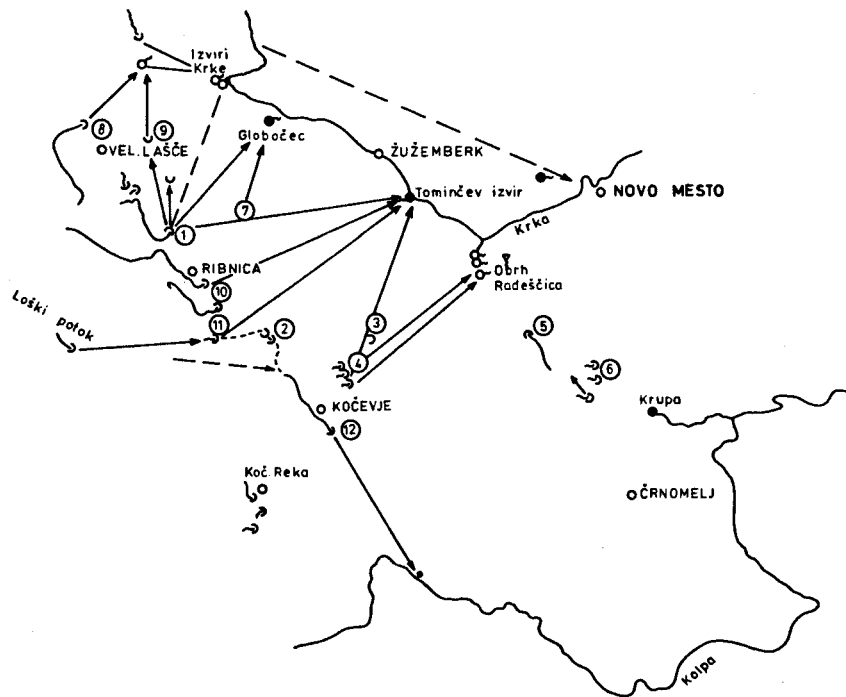 Izviri
Krke
8
9
Globočec
VEL. LAŠČE
ŽUŽEMBERK
7
Tominčev izvir
NOVO MESTO
1
Krka
RIBNICA
10
Obrh
Radeščica
Loški potok
11
2
3
5
4
6
KOČEVJE
Krupa
12
Koč. Reka
ČRNOMELJ
Kolpa